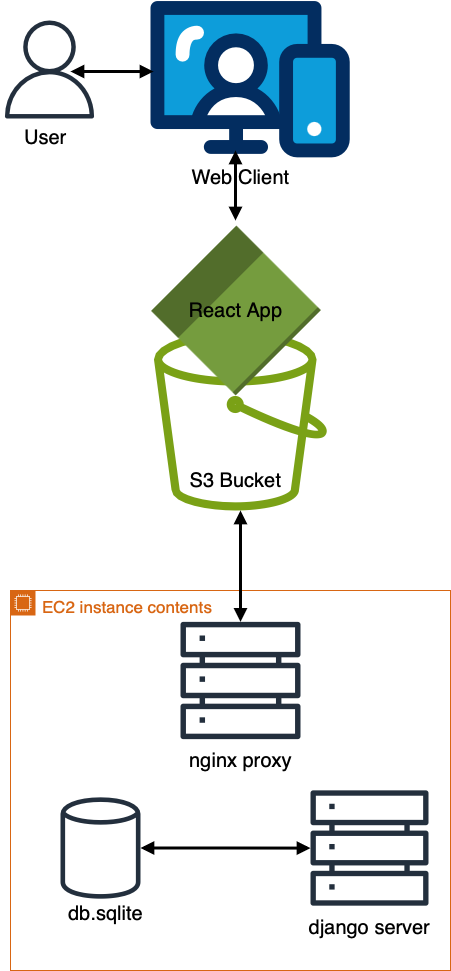 User
Web Client
React App
S3 Bucket
EC2 instance contents
nginx proxy
db.sqlite
django server